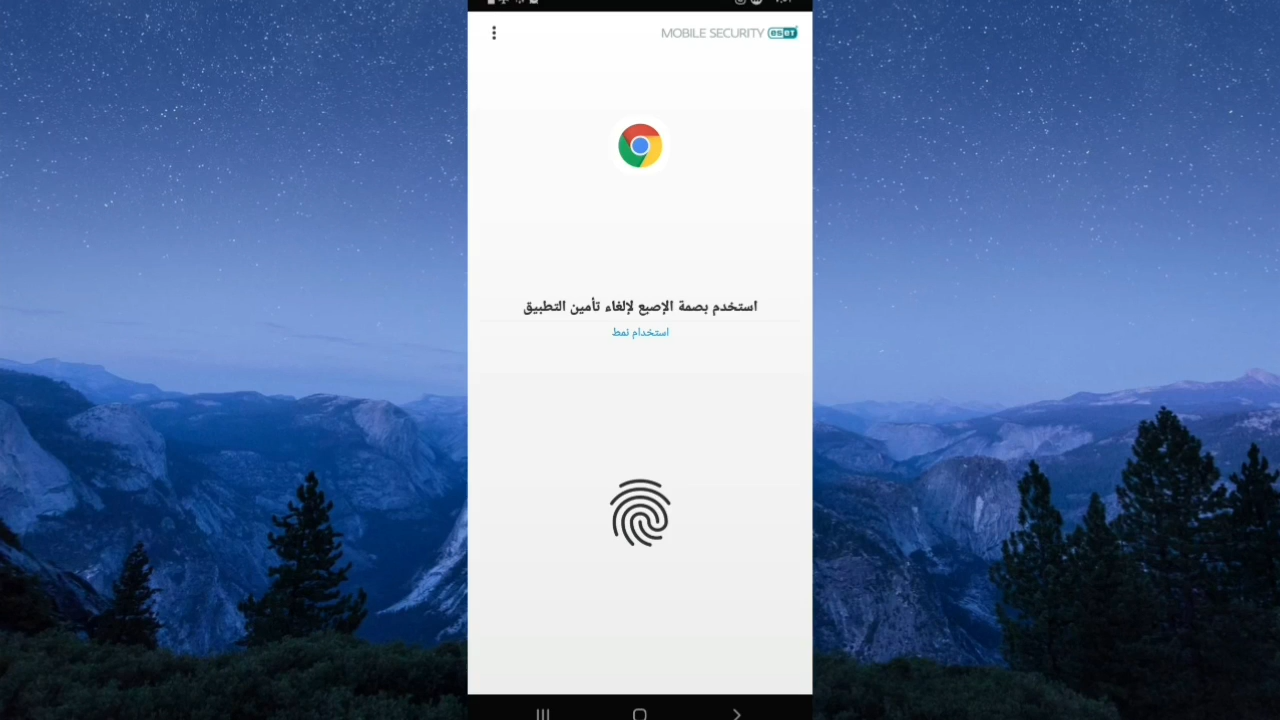 MOBILE SECURITY eset
استخدم بصمة الإصبع لإلغاء تأمين التطبيق
استخدام نمط